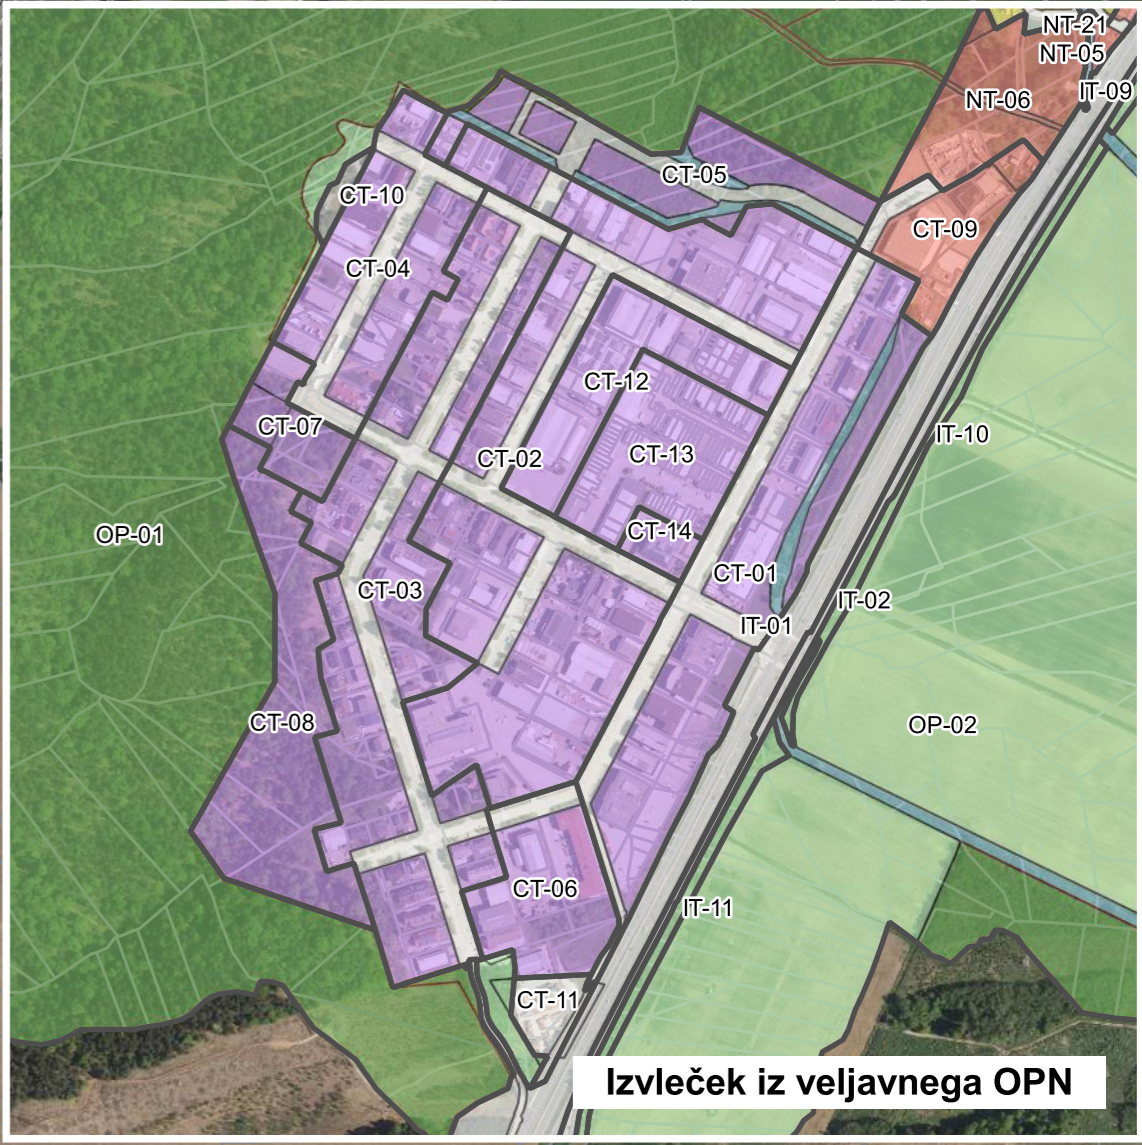 NT-21
NT-05
IT-09
NT-06
CT-05
CT-10
CT-09
CT-04
CT-12
CT-07
IT-10
CT-02
CT-13
CT-14
OP-01
CT-01
CT-03
IT-02
IT-01
CT-08
OP-02
CT-06
IT-11
CT-11
Izvleček iz veljavnega OPN